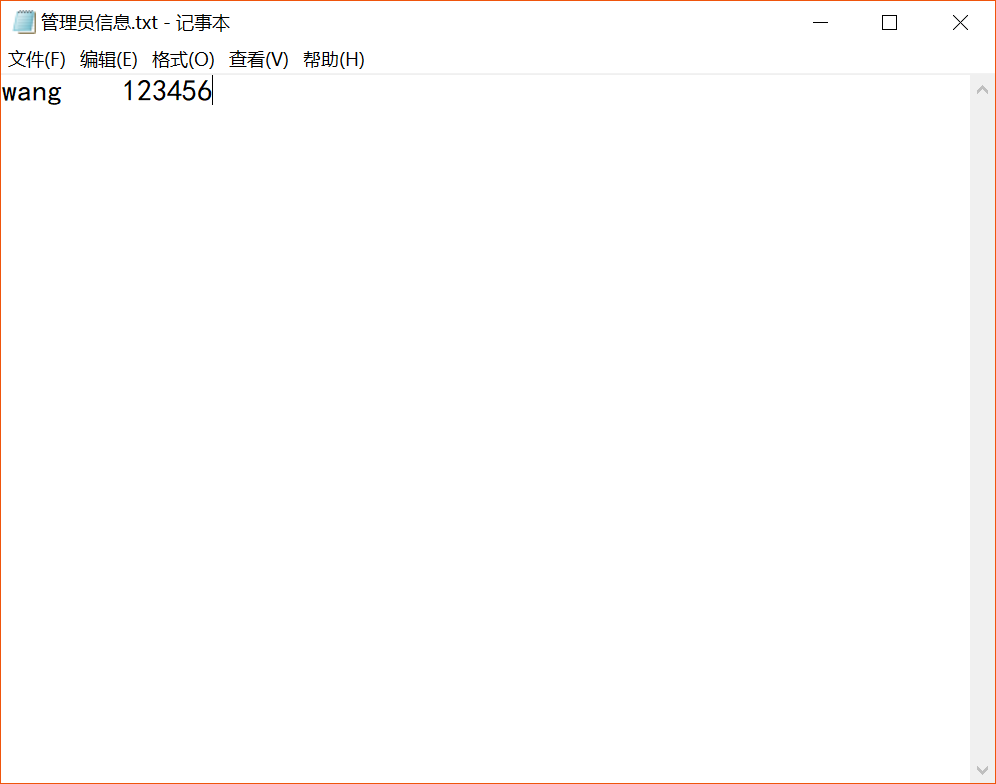 管理员信息.txt - 记事本
文件(F) 编辑(E) 格式(O) 查看(V) 帮助(H)
wang    123456